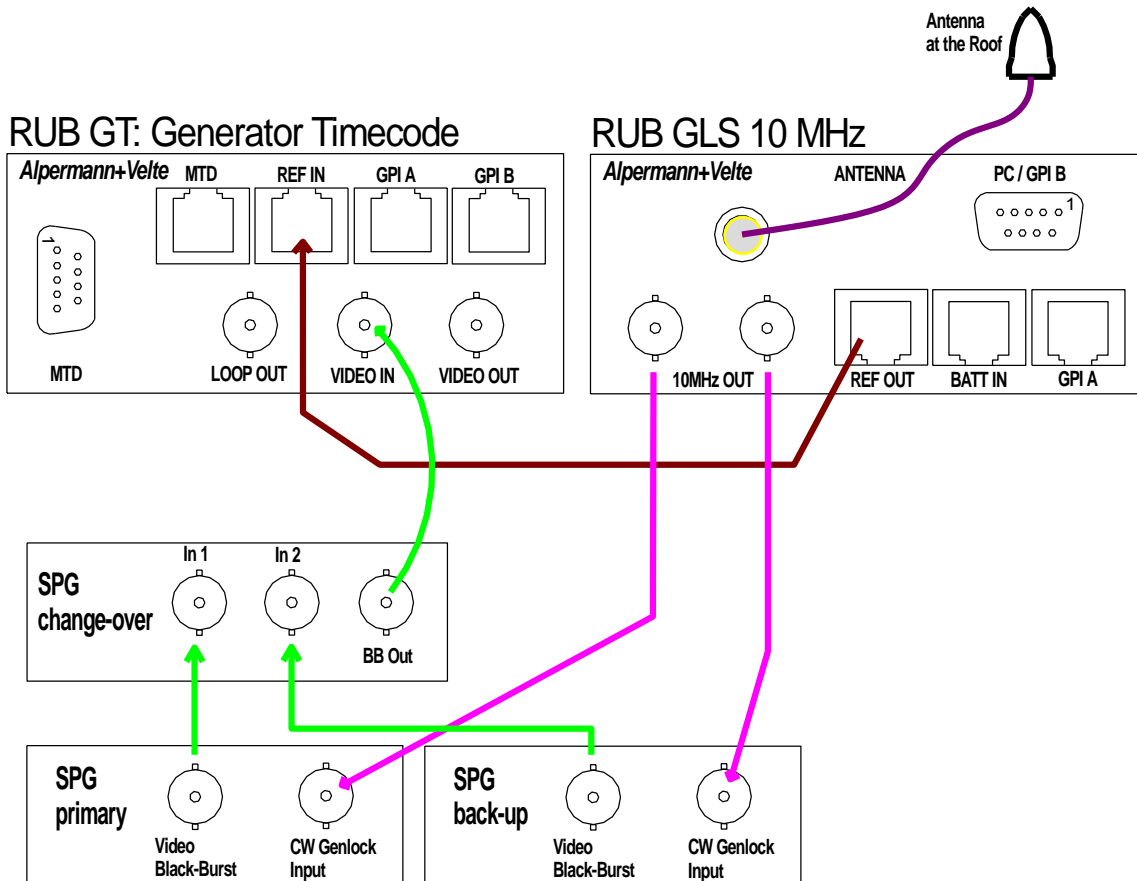 Antenna
at the Roof
RUB GT: Generator Timecode
Alpermann+Velte
MTD
REF IN
GPI A
GPI B
1
MTD
LOOP OUT
VIDEO IN
VIDEO OUT
RUB GLS 10 MHz
Alpermann+Velte
ANTENNA
PC / GPI B
1
10MHz OUT
REF OUT
BATT IN
GPI A
SPG
change-over
In 1
In 2
BB Out
SPG
primary
Video
Black-Burst
CW Genlock
Input
SPG
back-up
Video
Black-Burst
CW Genlock
Input